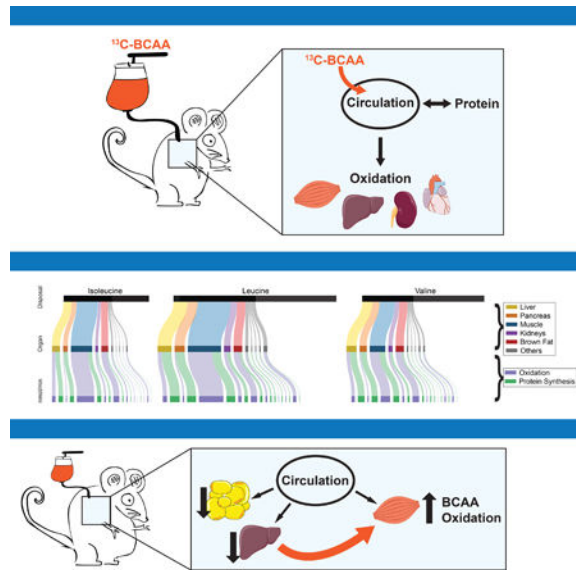 ¹³C-BCAA
¹³C-BCAA
Circulation
Protein
Oxidation
Isoleucine
Leucine
Valine
Disposal
Organ
Liver
Pancreas
Muscle
Kidneys
Brown Fat
Others
Oxidation
Protein Synthesis
Circulation
BCAA
Oxidation